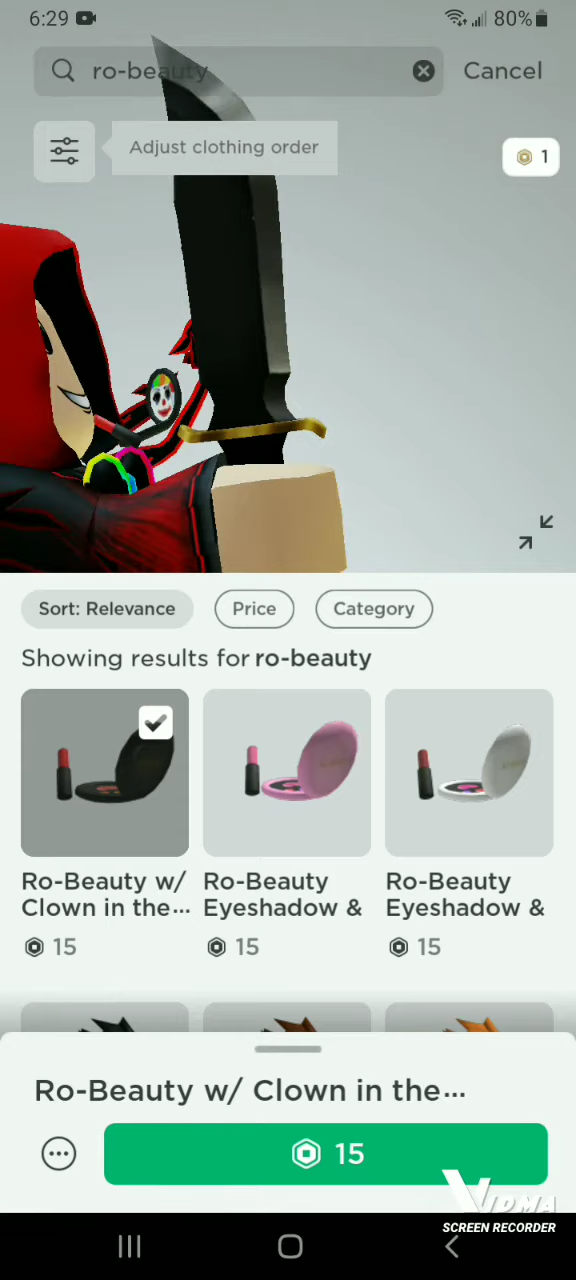 6:29
80%
ro-beauty
Cancel
Adjust clothing order
1
Sort: Relevance
Price
Category
Showing results for ro-beauty
Ro-Beauty w/
Clown in the...
15
Ro-Beauty
Eyeshadow &
15
Ro-Beauty
Eyeshadow &
15
Ro-Beauty w/ Clown in the...
15
VIDMA
SCREEN RECORDER